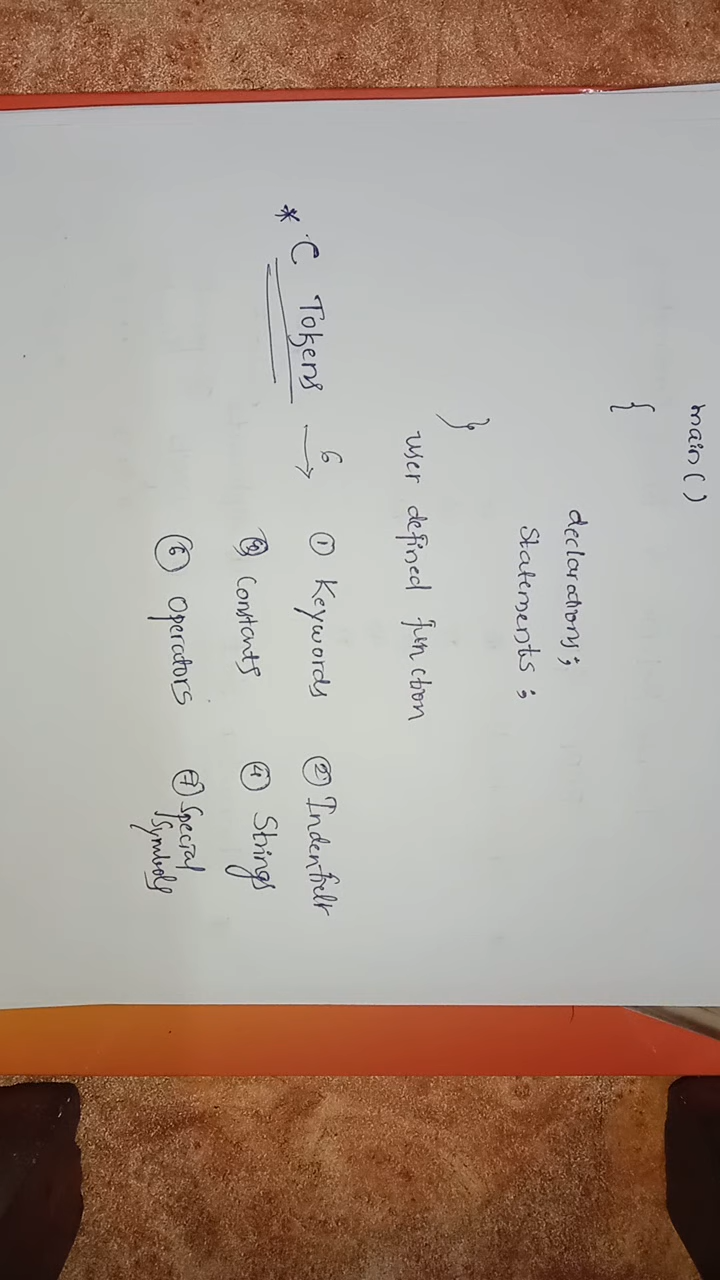 main()
{
declarations;
Statements;
}
user defined function
* C Tokens 6 → ① Keywords ② Indentifelr
③ Constants ④ Strings
⑥ Operators ⑦ Special
Symbols